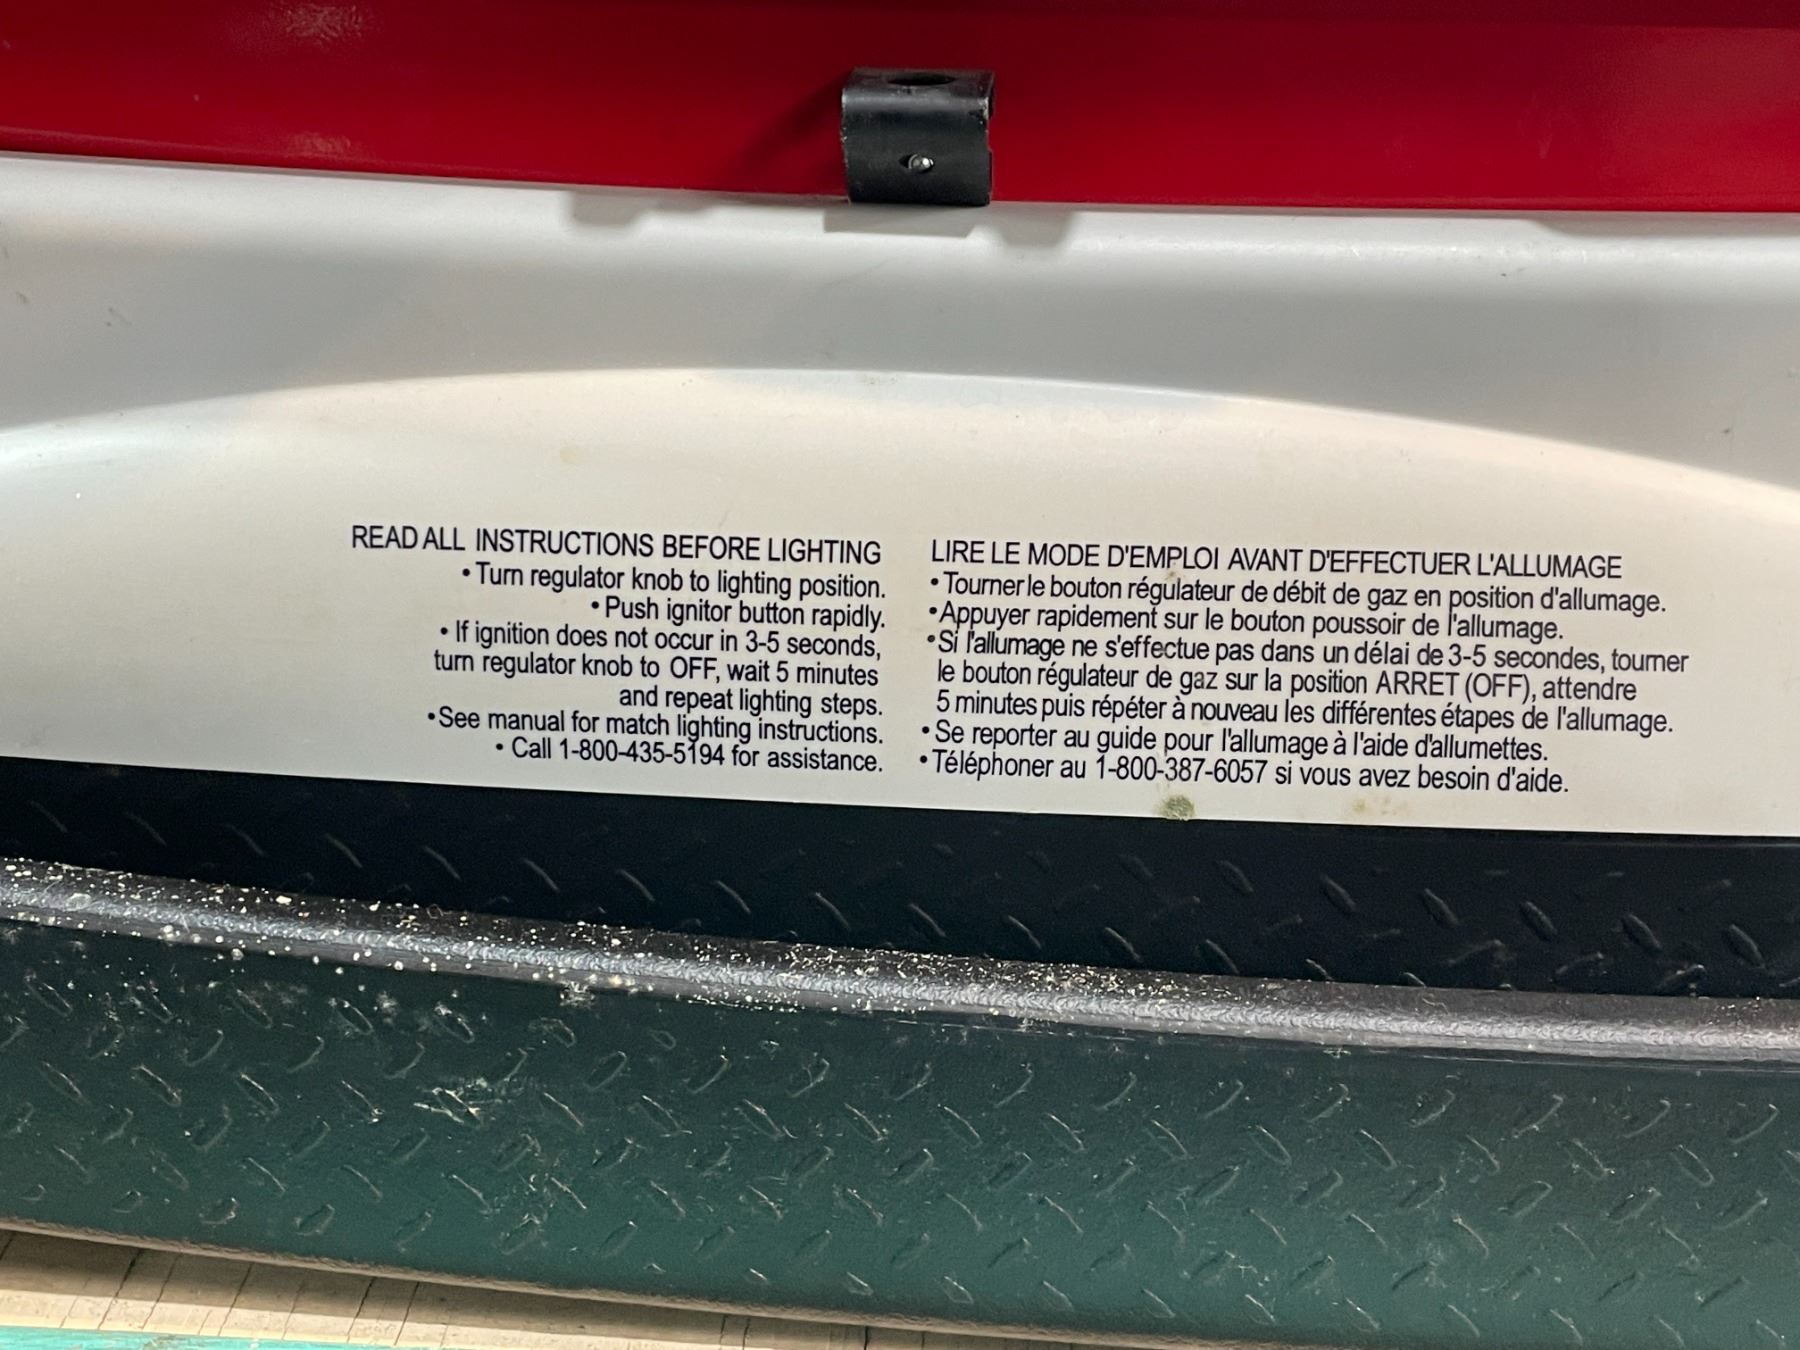 READ ALL INSTRUCTIONS BEFORE LIGHTING
• Turn regulator knob to lighting position.
• Push ignitor button rapidly.
• If ignition does not occur in 3-5 seconds,
turn regulator knob to OFF, wait 5 minutes
and repeat lighting steps.
• See manual for match lighting instructions.
• Call 1-800-435-5194 for assistance.
LIRE LE MODE D'EMPLOI AVANT D'EFFECTUER L'ALLUMAGE
• Tourner le bouton régulateur de débit de gaz en position d'allumage.
• Appuyer rapidement sur le bouton poussoir de l'allumage.
• Si l'allumage ne s'effectue pas dans un délai de 3-5 secondes, tourner
le bouton régulateur de gaz sur la position ARRET (OFF), attendre
5 minutes puis répéter à nouveau les différentes étapes de l'allumage.
• Se reporter au guide pour l'allumage à l'aide d'allumettes.
• Téléphoner au 1-800-387-6057 si vous avez besoin d'aide.